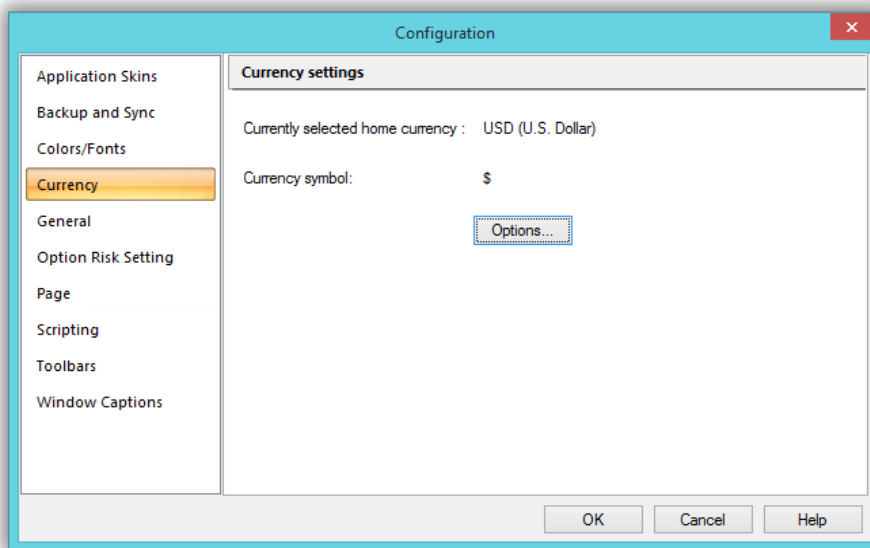 Configuration
Application Skins
Backup and Sync
Colors/Fonts
Currency
General
Option Risk Setting
Page
Scripting
Toolbars
Window Captions
Currency settings
Currently selected home currency : USD (U.S. Dollar)
Currency symbol: $
Options...
OK Cancel Help